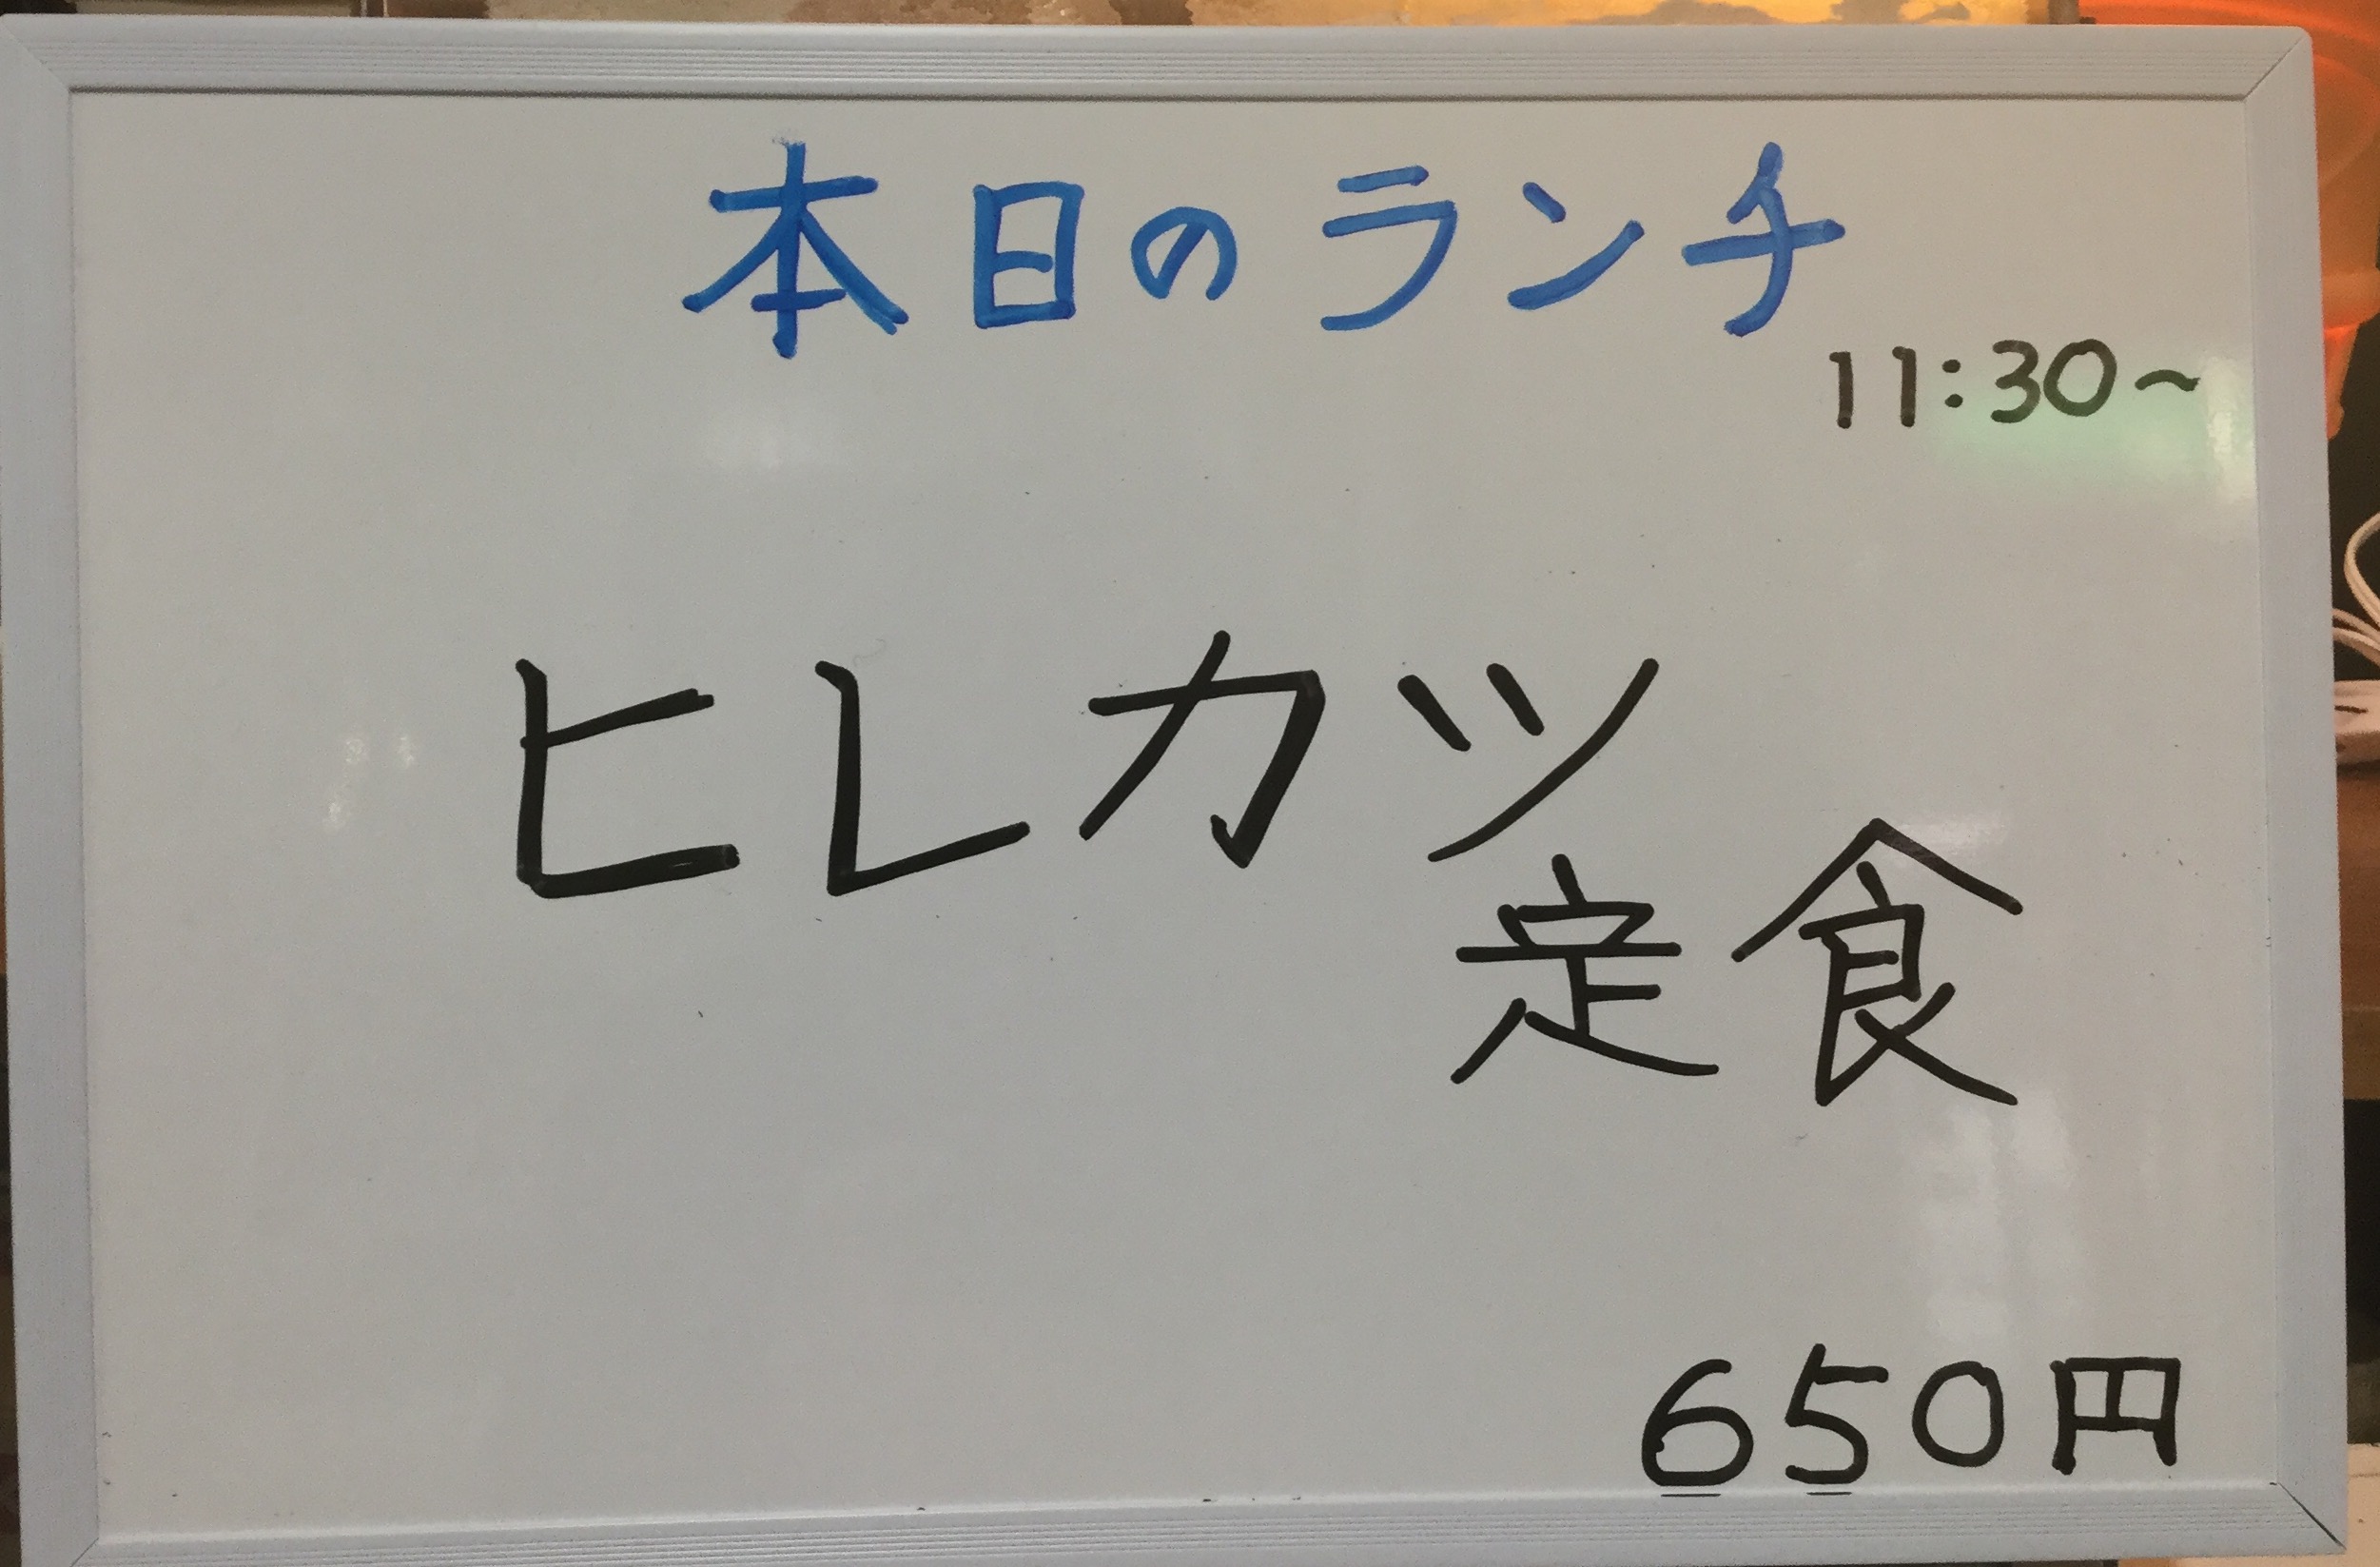 本日のランチ
11:30～
ヒレカツ
定食
650円